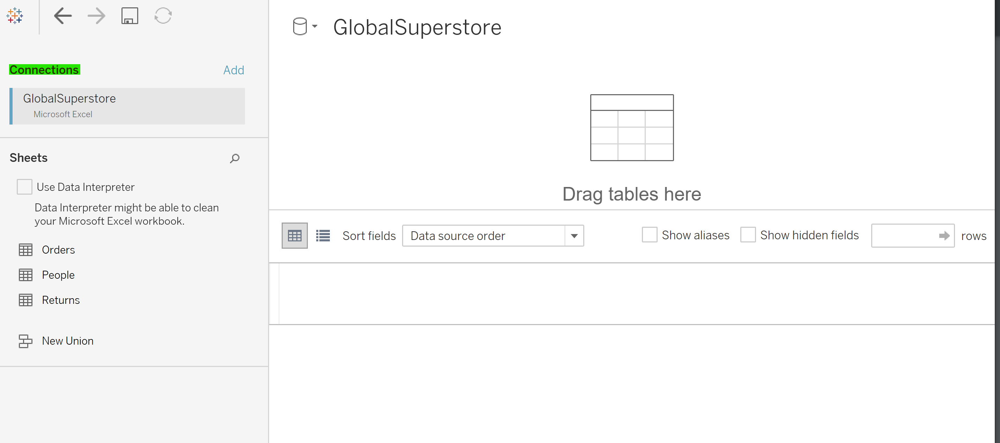 GlobalSuperstore
Connections
Add
GlobalSuperstore
Microsoft Excel
Sheets
Use Data Interpreter
Data Interpreter might be able to clean
your Microsoft Excel workbook.
Orders
People
Returns
New Union
Drag tables here
Sort fields Data source order Show aliases Show hidden fields rows